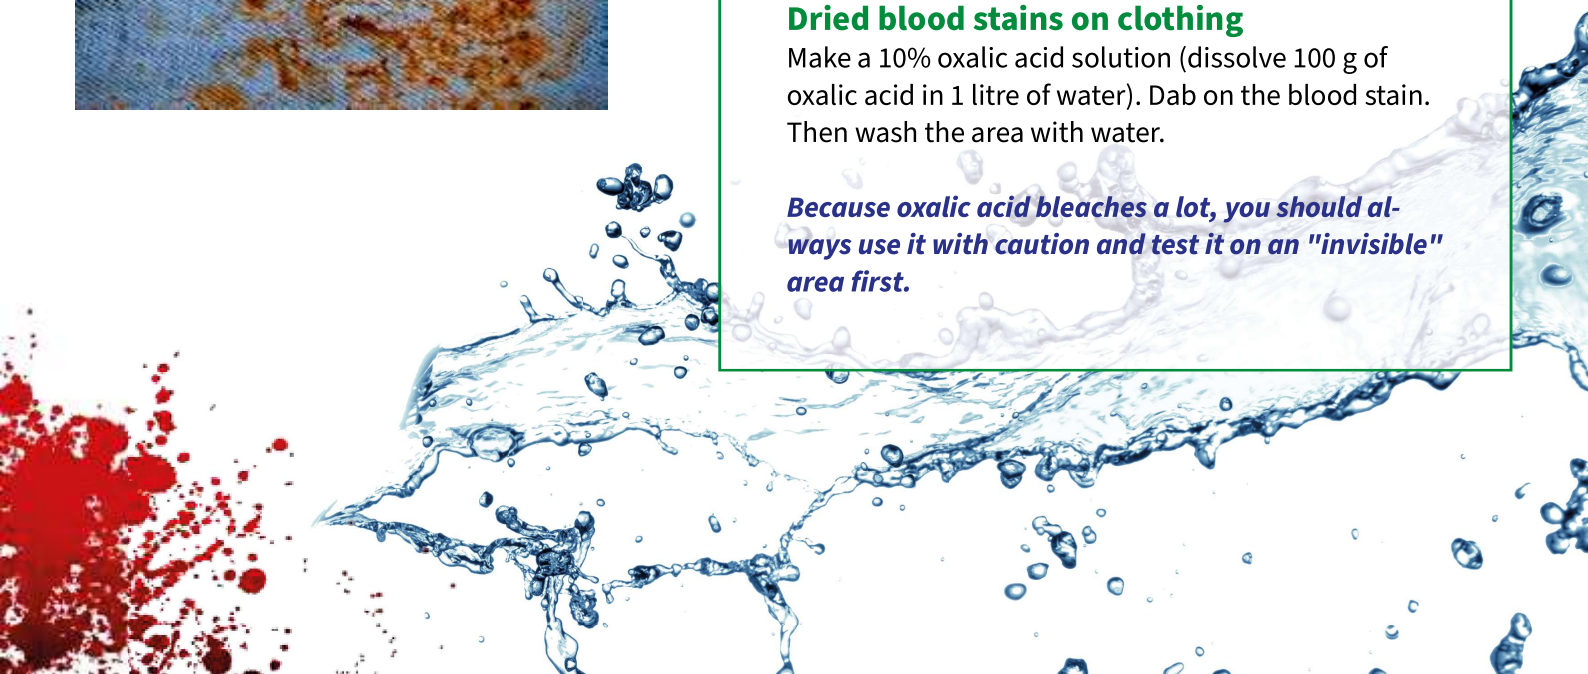 Dried blood stains on clothing
Make a 10% oxalic acid solution (dissolve 100 g of
oxalic acid in 1 litre of water). Dab on the blood stain.
Then wash the area with water.
Because oxalic acid bleaches a lot, you should al-
ways use it with caution and test it on an "invisible"
area first.